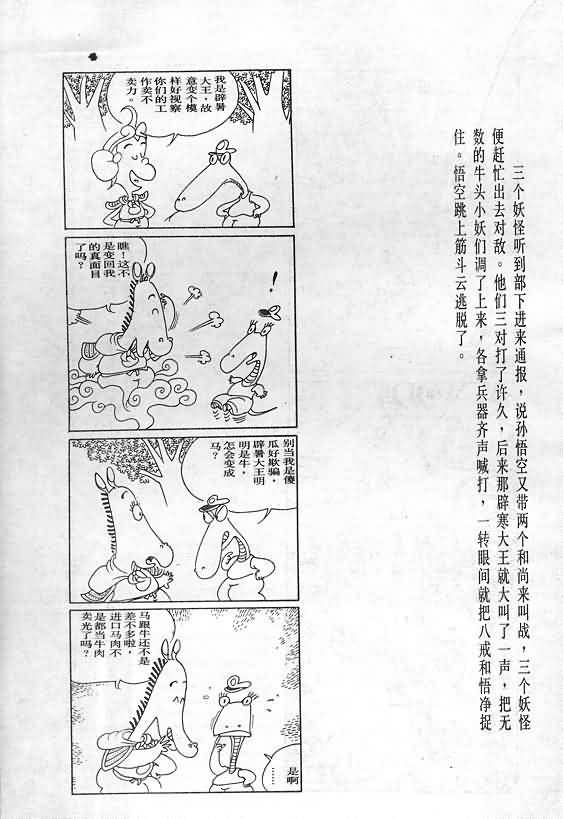 三个妖怪听到部下进来通报，说孙悟空又带两个和尚来叫战，三个妖怪
便赶忙出去对敌。他们三对打了许久，后来那辟寒大王就大叫了一声，把无
数的牛头小妖们调了上来，各拿兵器齐声喊打，一转眼间就把八戒和悟净捉
住。悟空跳上筋斗云逃脱了。
我是辟暑
大王，故
意变个模
样好视察
你们的工
作卖不
卖力。
瞧！这不
是变回我
的真面目
了吗？
！
别当我是傻
瓜好欺骗，
辟暑大王明
明是牛，
怎会变成
马？
马跟牛还不是
差不多啦，
进口马肉不
是都当牛肉
卖光了吗？
是啊
……